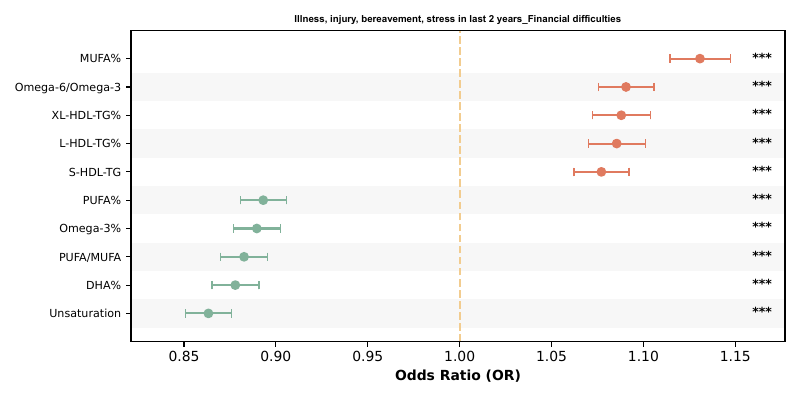 Illness, injury, bereavement, stress in last 2 years_Financial difficulties
MUFA% ***
Omega-6/Omega-3 ***
XL-HDL-TG% ***
L-HDL-TG% ***
S-HDL-TG ***
PUFA% ***
Omega-3% ***
PUFA/MUFA ***
DHA% ***
Unsaturation ***
0.85 0.90 0.95 1.00 1.05 1.10 1.15
Odds Ratio (OR)